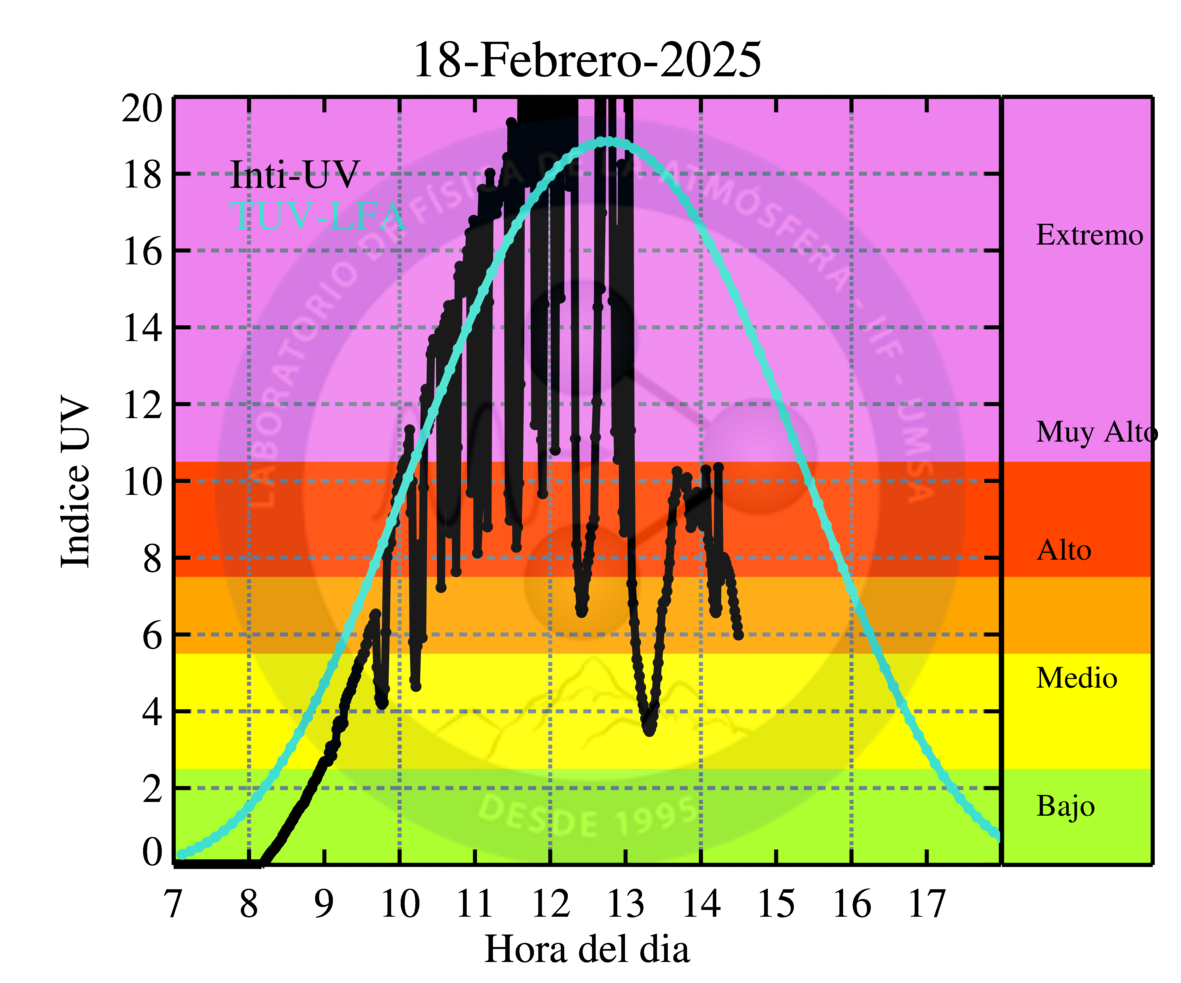 18-Febrero-2025
20
18
16
14
12
10
8
6
4
2
0
Indice UV
Inti-UV
TUV-LFA
LABORATORIO DE FÍSICA DE LA ATMÓSFERA - IIF - UMSA
DESDE 1995
Extremo
Muy Alto
Alto
Medio
Bajo
7 8 9 10 11 12 13 14 15 16 17
Hora del dia